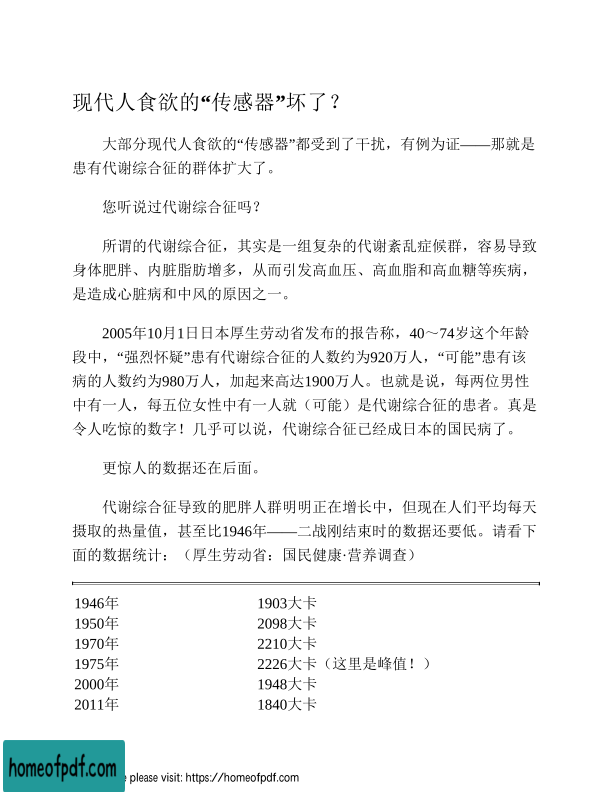 现代人食欲的“传感器”坏了？
大部分现代人食欲的“传感器”都受到了干扰，有例为证——那就是
患有代谢综合征的群体扩大了。
您听说过代谢综合征吗？
所谓的代谢综合征，其实是一组复杂的代谢紊乱症候群，容易导致
身体肥胖、内脏脂肪增多，从而引发高血压、高血脂和高血糖等疾病，
是造成心脏病和中风的原因之一。
2005年10月1日日本厚生劳动省发布的报告称，40～74岁这个年龄
段中，“强烈怀疑”患有代谢综合征的人数约为920万人，“可能”患有该
病的人数约为980万人，加起来高达1900万人。也就是说，每两位男性
中有一人，每五位女性中有一人就（可能）是代谢综合征的患者。真是
令人吃惊的数字！几乎可以说，代谢综合征已经成日本的国民病了。
更惊人的数据还在后面。
代谢综合征导致的肥胖人群明明正在增长中，但现在人们平均每天
摄取的热量值，甚至比1946年——二战刚结束时的数据还要低。请看下
面的数据统计：（厚生劳动省：国民健康·营养调查）
1946年 1903大卡
1950年 2098大卡
1970年 2210大卡
1975年 2226大卡（这里是峰值！）
2000年 1948大卡
2011年 1840大卡
homeofpdf.com
e please visit: https://homeofpdf.com